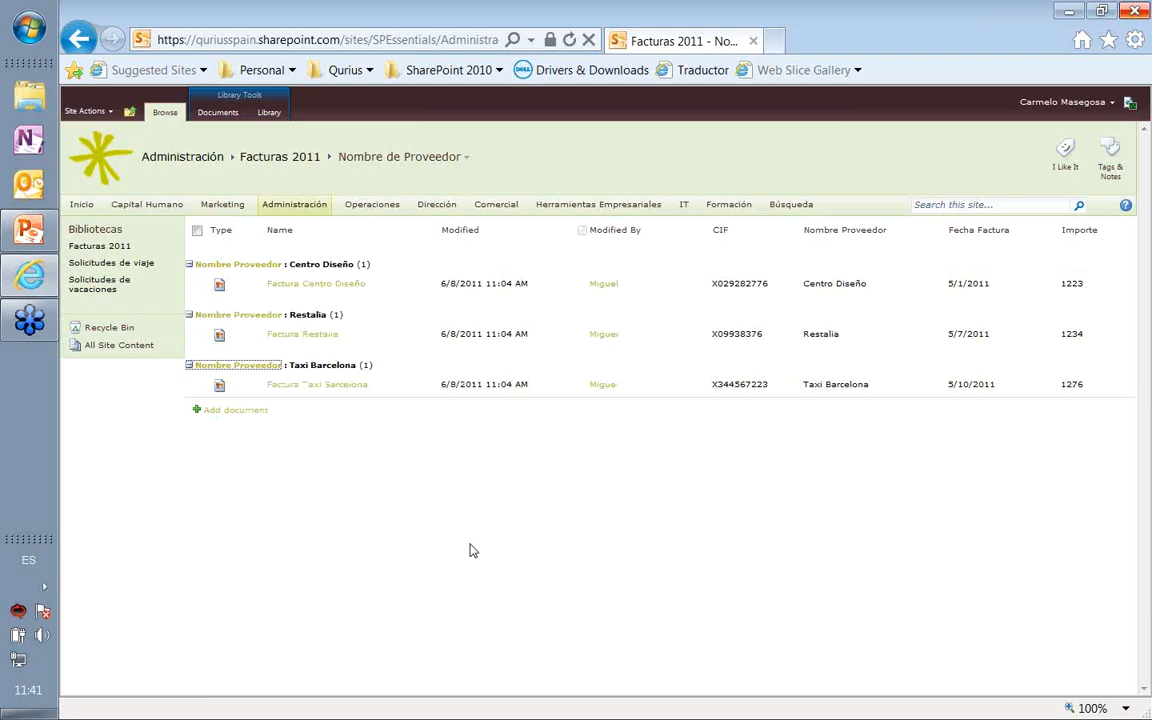 https://quriusspain.sharepoint.com/sites/SPEssentials/Administra
Facturas 2011 - No...
Suggested Sites
Personal
Qurius
SharePoint 2010
DELL
Drivers & Downloads
Traductor
Web Slice Gallery
Library Tools
Site Actions
Browse
Documents
Library
Carmelo Masegosa
Administración
Facturas 2011
Nombre de Proveedor
I Like It
Tags & Notes
Inicio
Capital Humano
Marketing
Administración
Operaciones
Dirección
Comercial
Herramientas Empresariales
IT
Formación
Búsqueda
Search this site...
Bibliotecas
Facturas 2011
Solicitudes de viaje
Solicitudes de
vacaciones
Recycle Bin
All Site Content
Type Name Modified Modified By CIF Nombre Proveedor Fecha Factura Importe
Nombre Proveedor : Centro Diseño (1)
Factura Centro Diseño 6/8/2011 11:04 AM Miguel X029282776 Centro Diseño 5/1/2011 1223
Nombre Proveedor : Restalia (1)
Factura Restalia 6/8/2011 11:04 AM Miguel X09938376 Restalia 5/7/2011 1234
Nombre Proveedor : Taxi Barcelona (1)
Factura Taxi Barcelona 6/8/2011 11:04 AM Miguel X344567223 Taxi Barcelona 5/10/2011 1276
Add document
ES
11:41
100%